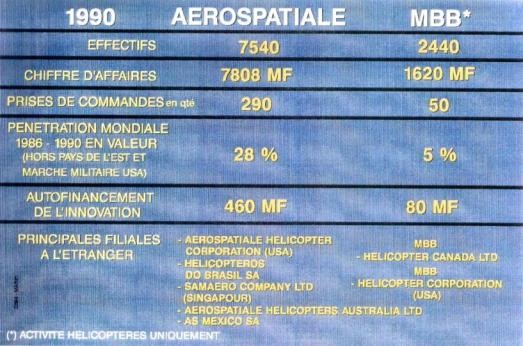 1990 AEROSPATIALE MBB*
EFFECTIFS 7540 2440
CHIFFRE D'AFFAIRES 7808 MF 1620 MF
PRISES DE COMMANDES en qté 290 50
PENETRATION MONDIALE
1986 - 1990 EN VALEUR
(HORS PAYS DE L'EST ET
MARCHE MILITAIRE USA)
28 % 5 %
AUTOFINANCEMENT
DE L'INNOVATION
460 MF 80 MF
PRINCIPALES FILIALES
A L'ETRANGER
- AEROSPATIALE HELICOPTER
CORPORATION (USA)
- HELICOPTEROS
DO BRASIL SA
- SAMAERO COMPANY LTD
(SINGAPOUR)
- AEROSPATIALE HELICOPTERS AUSTRALIA LTD
- AS MEXICO SA
MBB
- HELICOPTER CANADA LTD
MBB
- HELICOPTER CORPORATION
(USA)
(*) ACTIVITE HELICOPTERES UNIQUEMENT